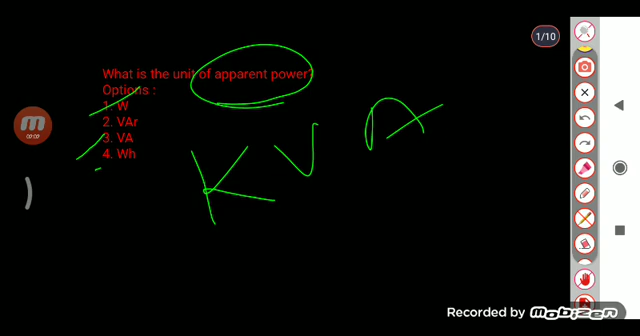 1/10
What is the unit of apparent power?
Options :
1. W
2. VAr
3. VA
4. Wh
K V A
Recorded by Mobizen